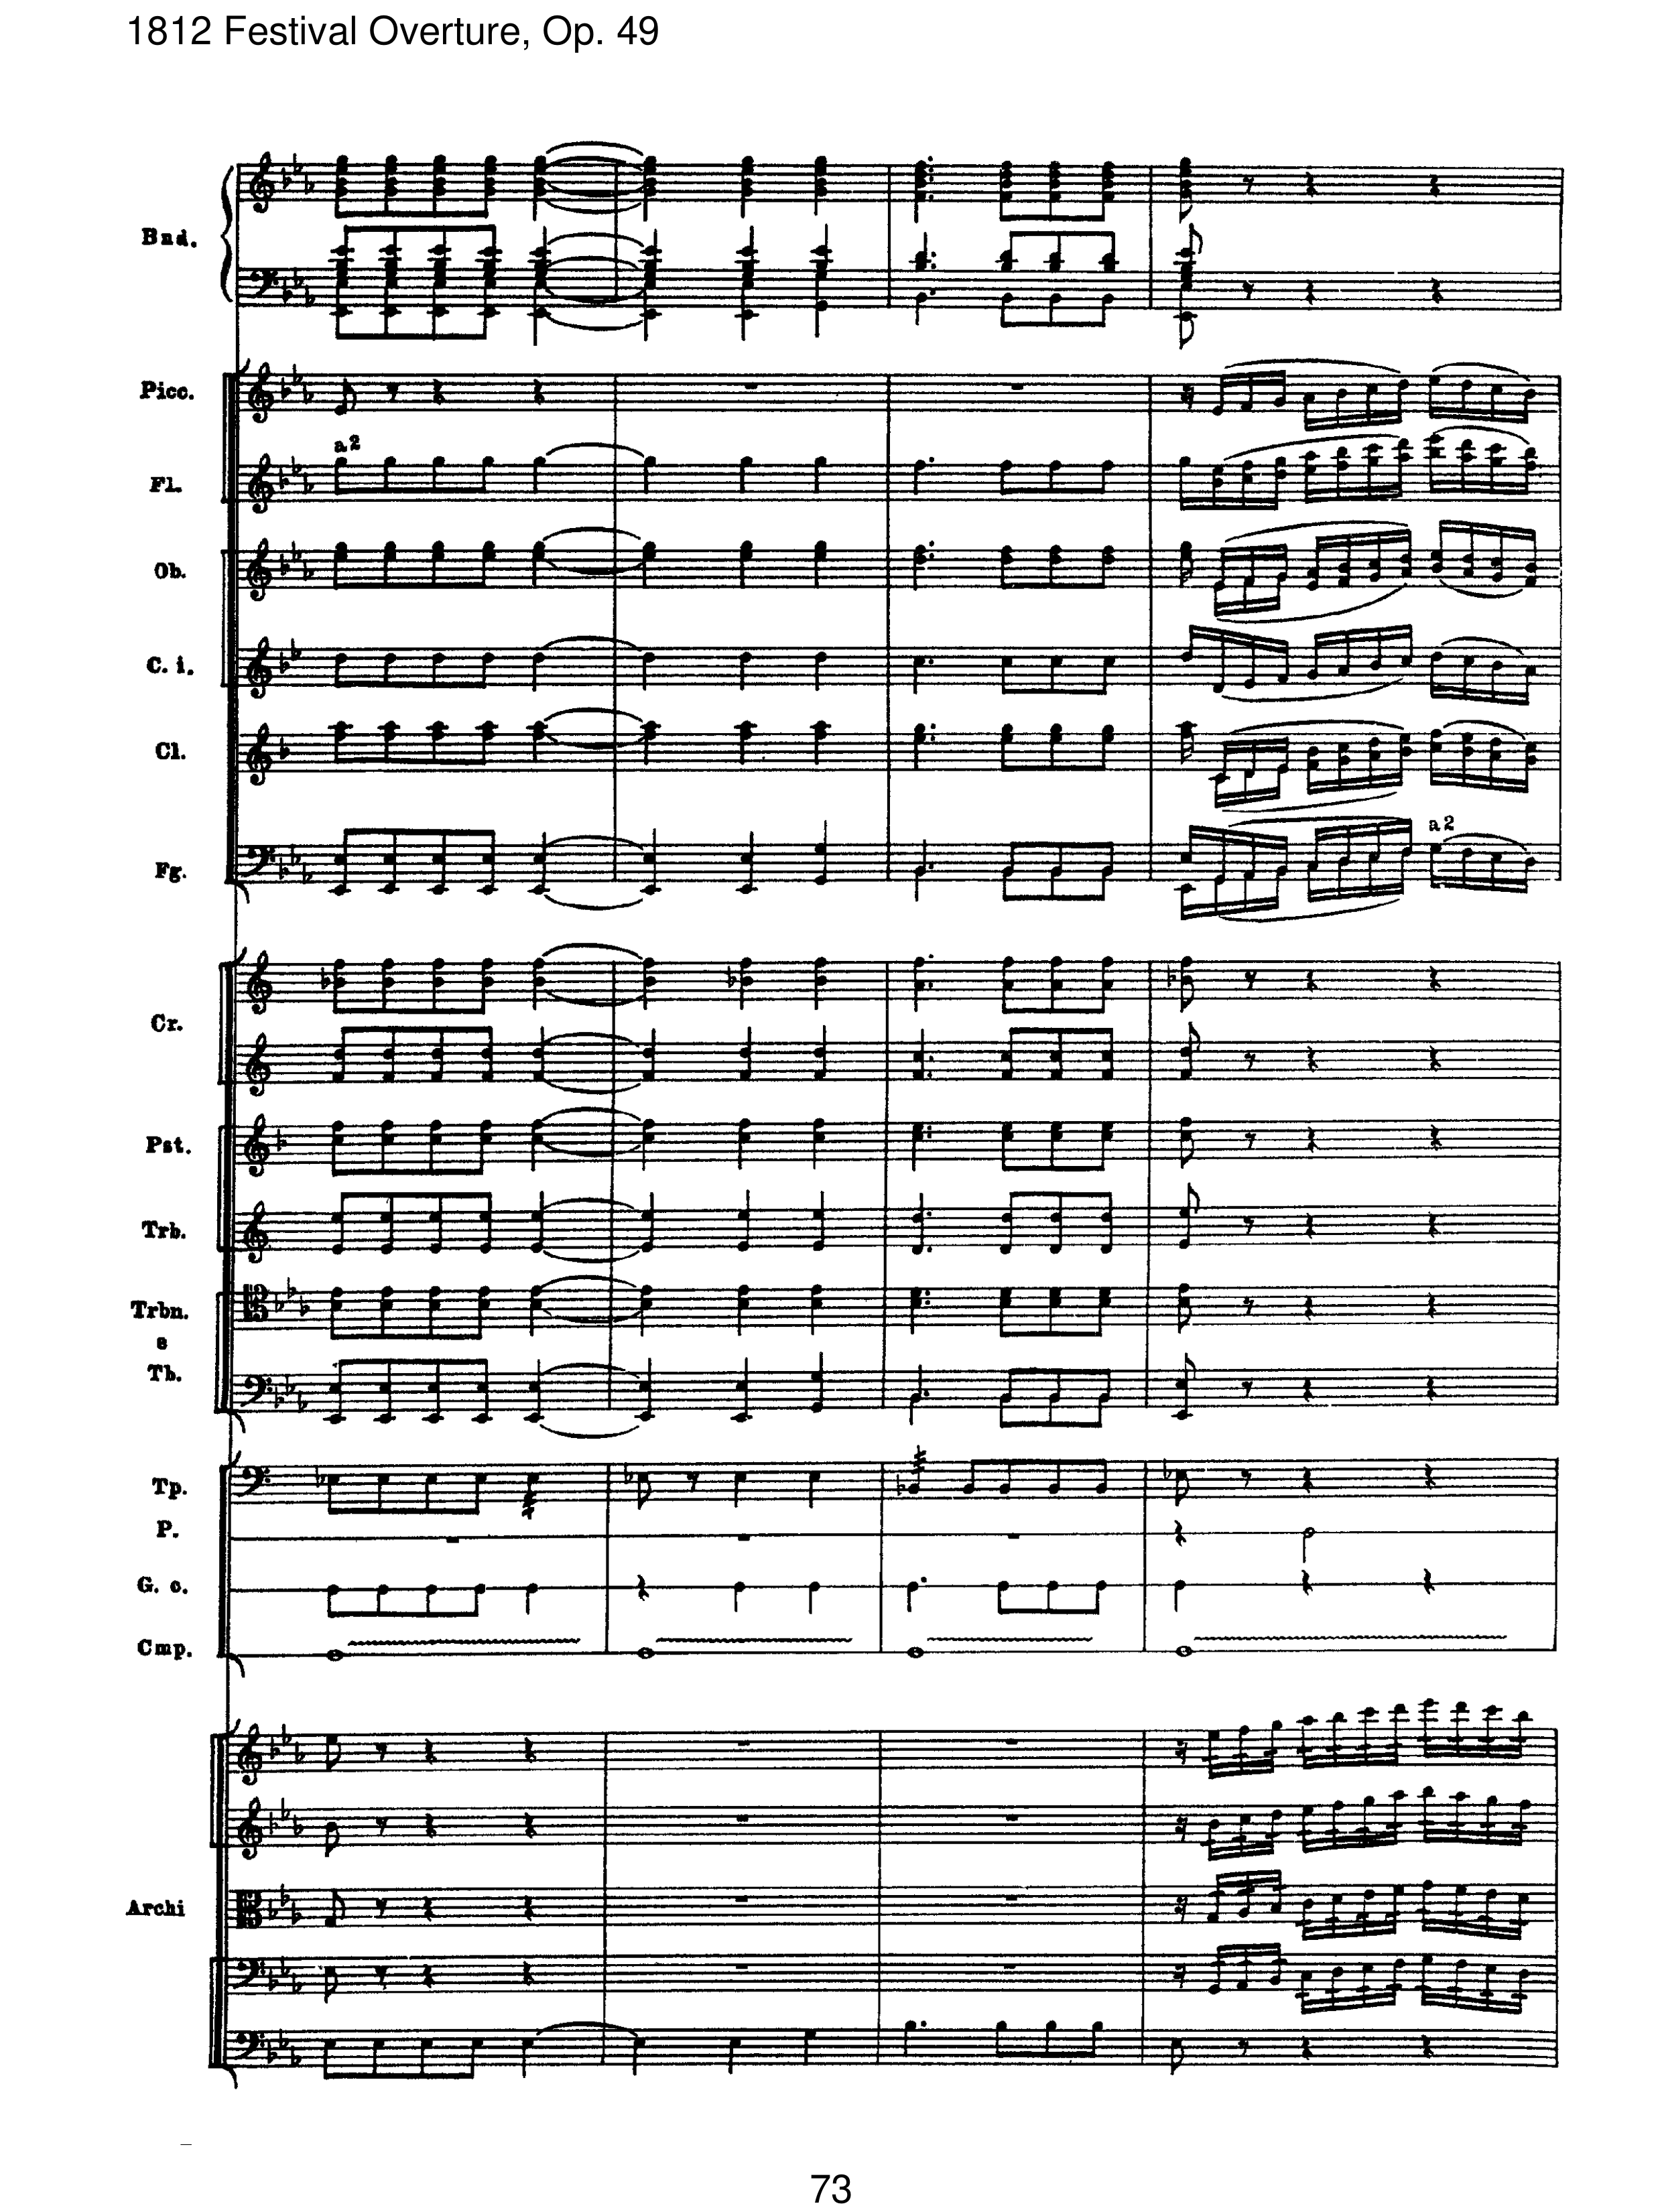 1812 Festival Overture, Op. 49
Bnd.
Picc.
a 2
Fl.
Ob.
C. i.
Cl.
a 2
Fg.
Cr.
Pst.
Trb.
Trbn.
e
Tb.
Tp.
P.
G. c.
Cmp.
Archi
73